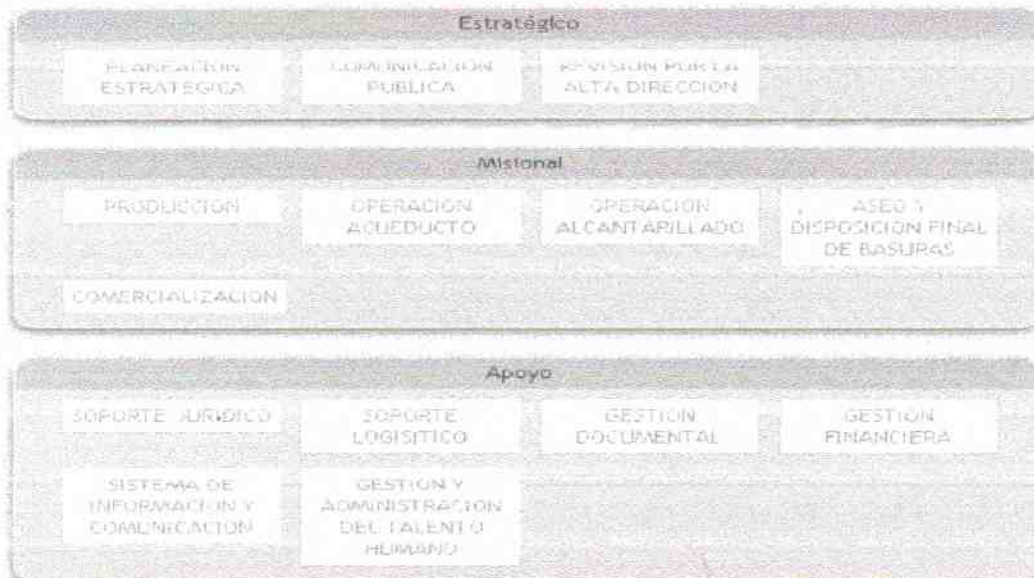 Estratégico
PLANEACION
ESTRATEGICA
COMUNICACION
PUBLICA
REVISION POR LA
ALTA DIRECCION
Misional
PRODUCCION
OPERACION
ACUEDUCTO
OPERACION
ALCANTARILLADO
ASEO Y
DISPOSICION FINAL
DE BASURAS
COMERCIALIZACION
Apoyo
SOPORTE JURIDICO
SOPORTE
LOGISITICO
GESTION
DOCUMENTAL
GESTION
FINANCIERA
SISTEMA DE
INFORMACION Y
COMUNICACION
GESTION Y
ADMINISTRACION
DEL TALENTO
HUMANO